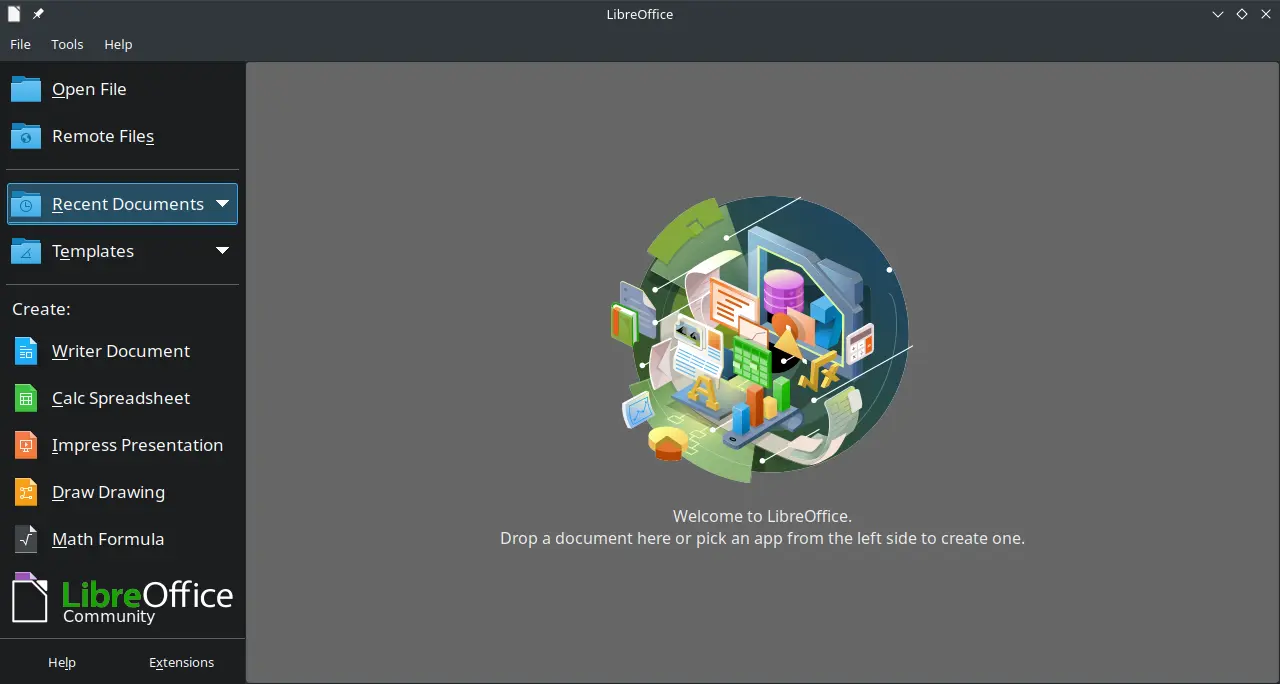 LibreOffice
File Tools Help
Open File
Remote Files
Recent Documents
Templates
Create:
Writer Document
Calc Spreadsheet
Impress Presentation
Draw Drawing
Math Formula
LibreOffice
Community
Help Extensions
Welcome to LibreOffice.
Drop a document here or pick an app from the left side to create one.